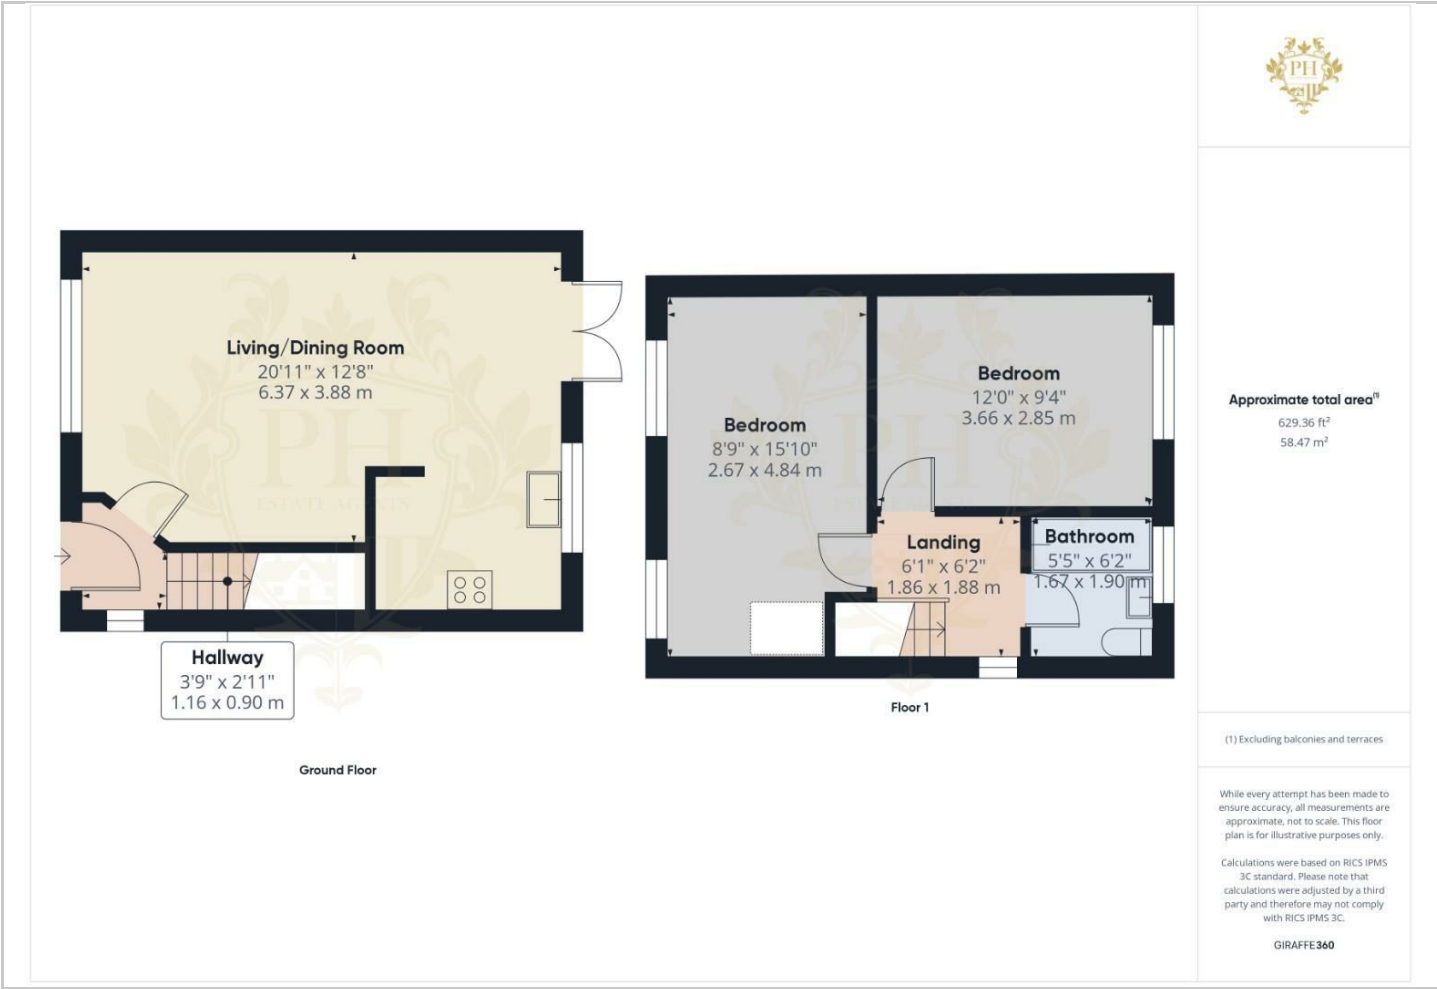 Living/Dining Room
20'11" x 12'8"
6.37 x 3.88 m
Hallway
3'9" x 2'11"
1.16 x 0.90 m
Ground Floor
Bedroom
8'9" x 15'10"
2.67 x 4.84 m
Bedroom
12'0" x 9'4"
3.66 x 2.85 m
Landing
6'1" x 6'2"
1.86 x 1.88 m
Bathroom
5'5" x 6'2"
1.67 x 1.90 m
Floor 1
PH
ESTATE AGENTS
PH
Approximate total area(1)
629.36 ft²
58.47 m²
(1) Excluding balconies and terraces
While every attempt has been made to
ensure accuracy, all measurements are
approximate, not to scale. This floor
plan is for illustrative purposes only.
Calculations were based on RICS IPMS
3C standard. Please note that
calculations were adjusted by a third
party and therefore may not comply
with RICS IPMS 3C.
GIRAFFE360